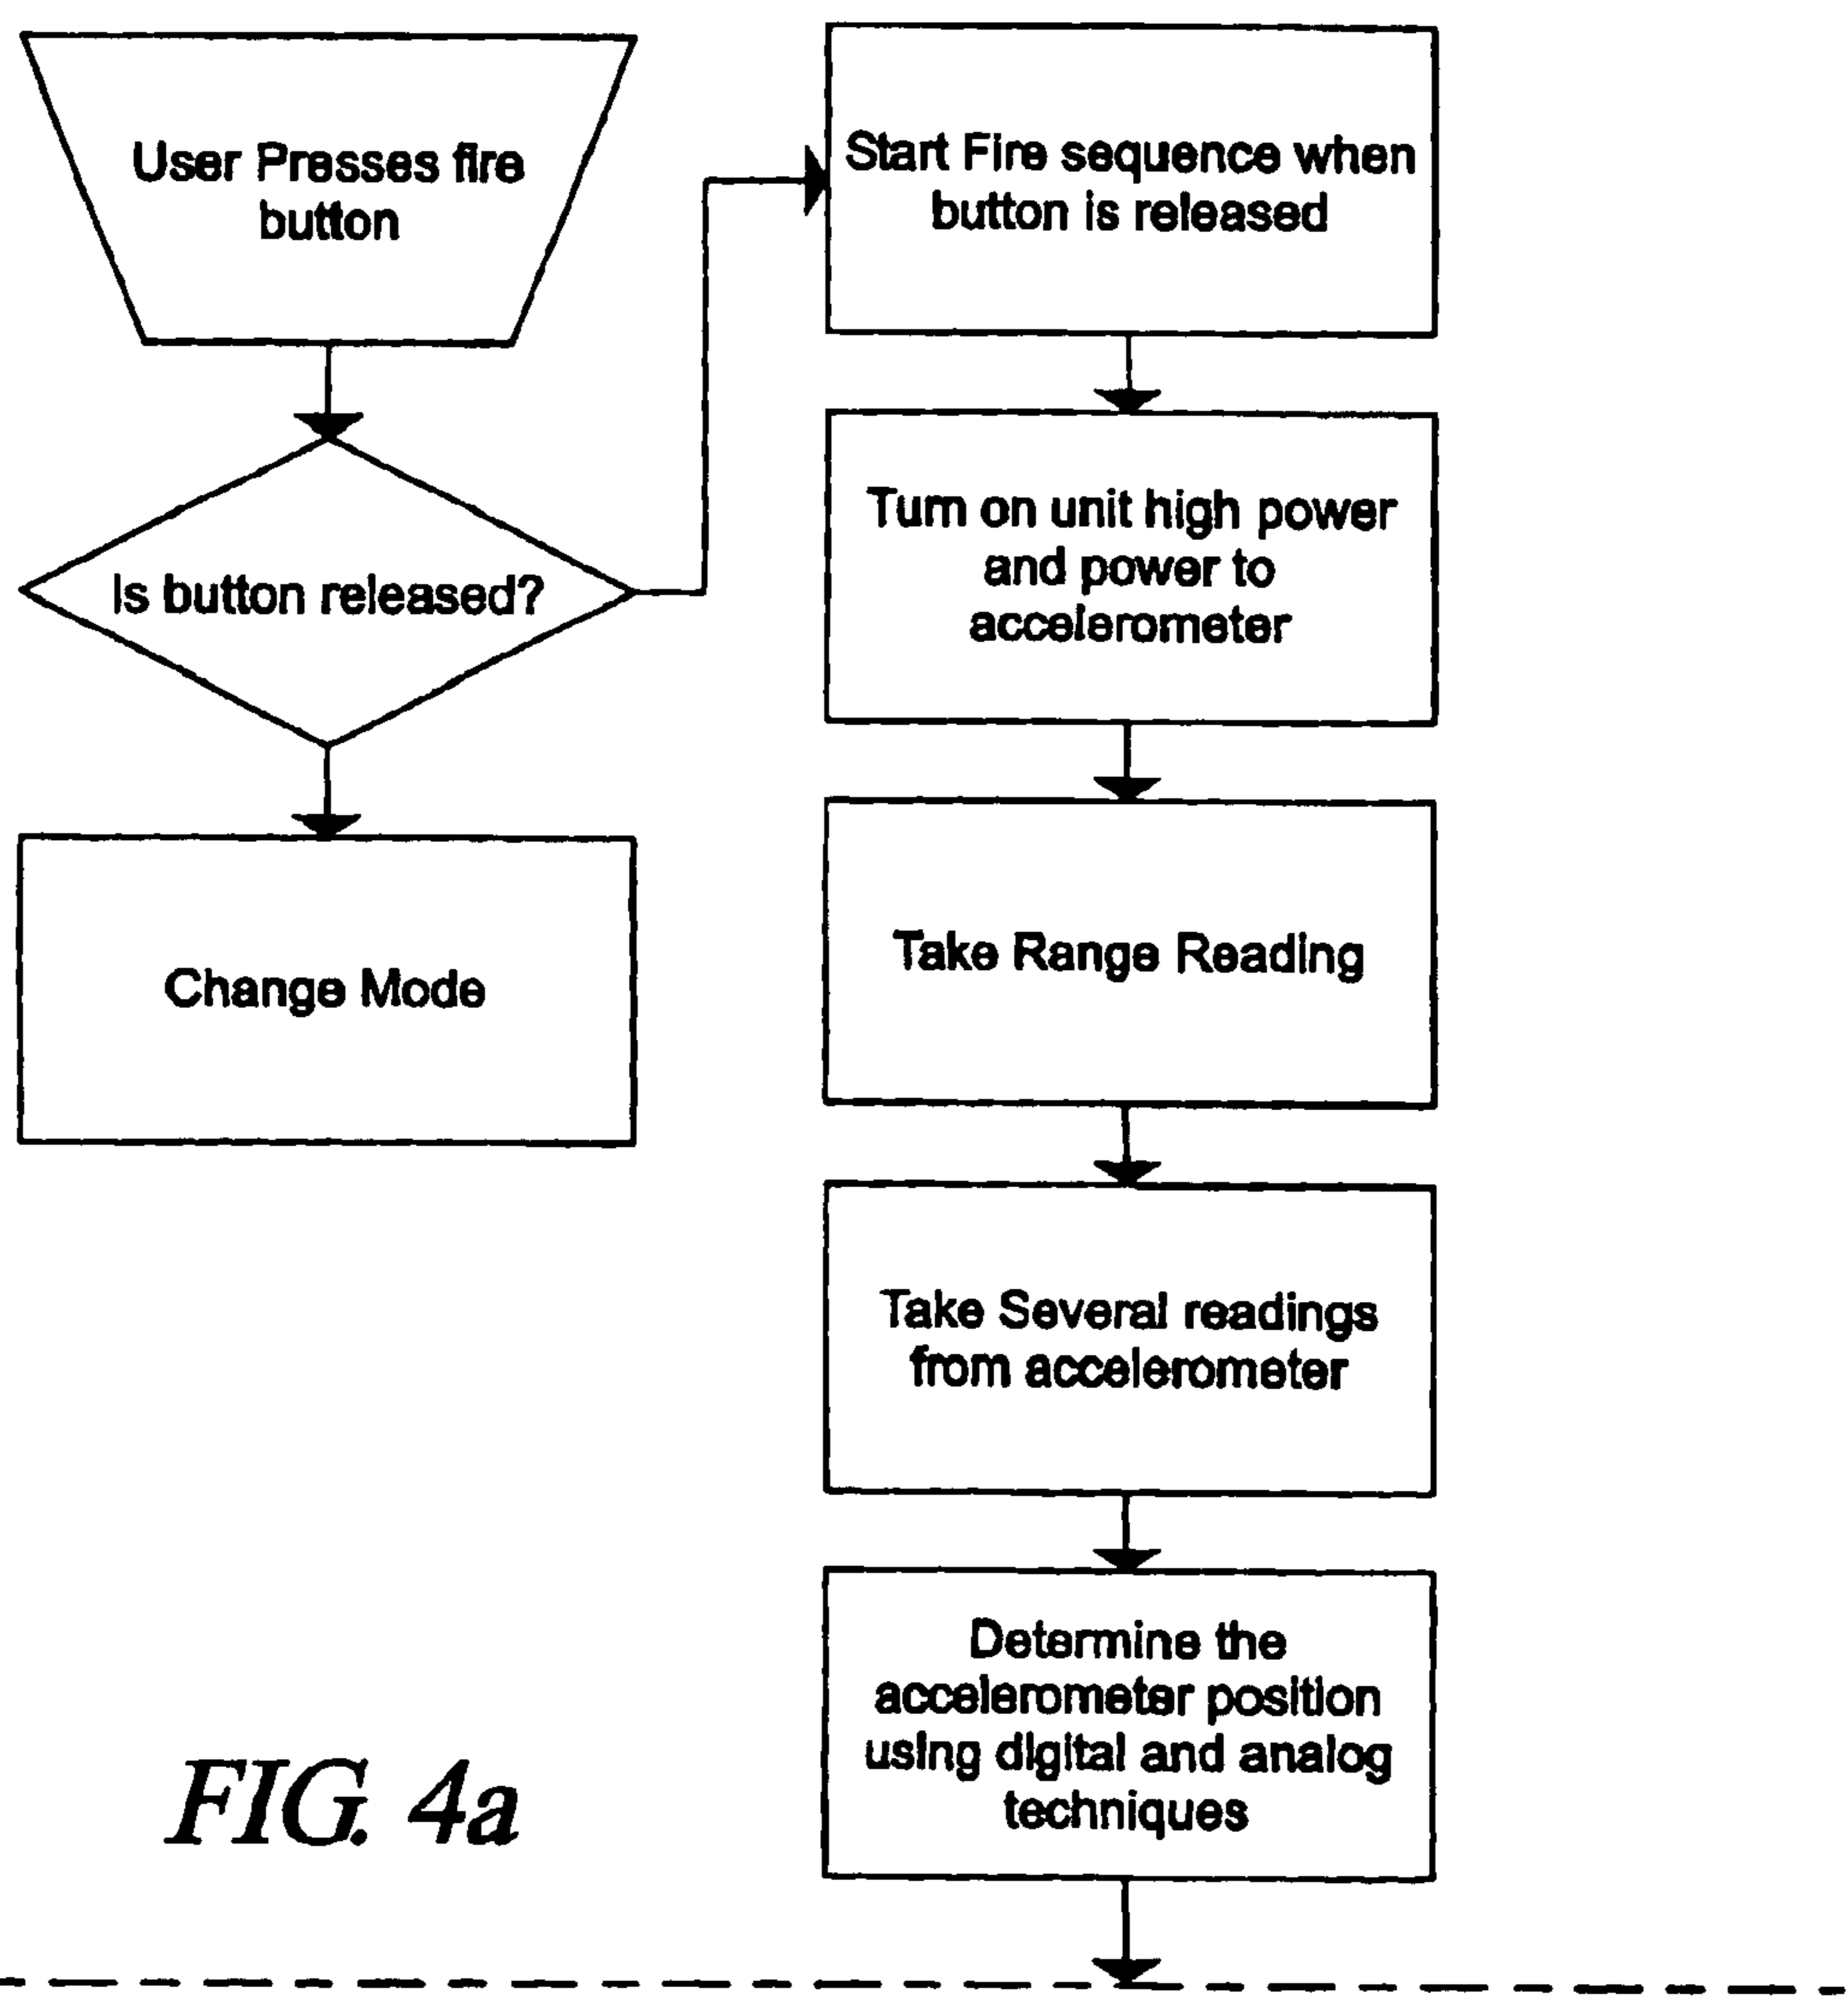 User Presses fire
button
Is button released?
Change Mode
Start Fire sequence when
button is released
Turn on unit high power
and power to
accelerometer
Take Range Reading
Take Several readings
from accelerometer
Determine the
accelerometer position
using digital and analog
techniques
FIG. 4a